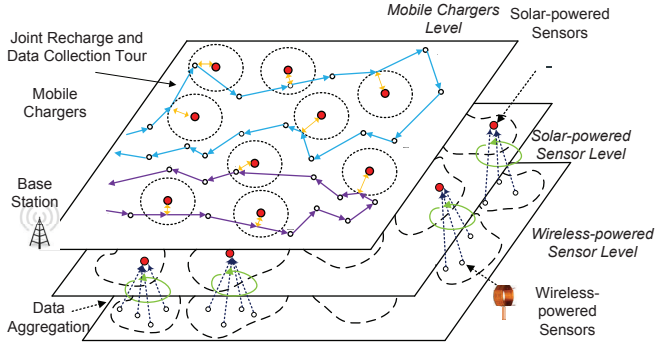 Mobile Chargers
Level
Solar-powered
Sensors
Joint Recharge and
Data Collection Tour
Mobile
Chargers
Solar-powered
Sensor Level
Base
Station
Wireless-powered
Sensor Level
Data
Aggregation
Wireless-
powered
Sensors